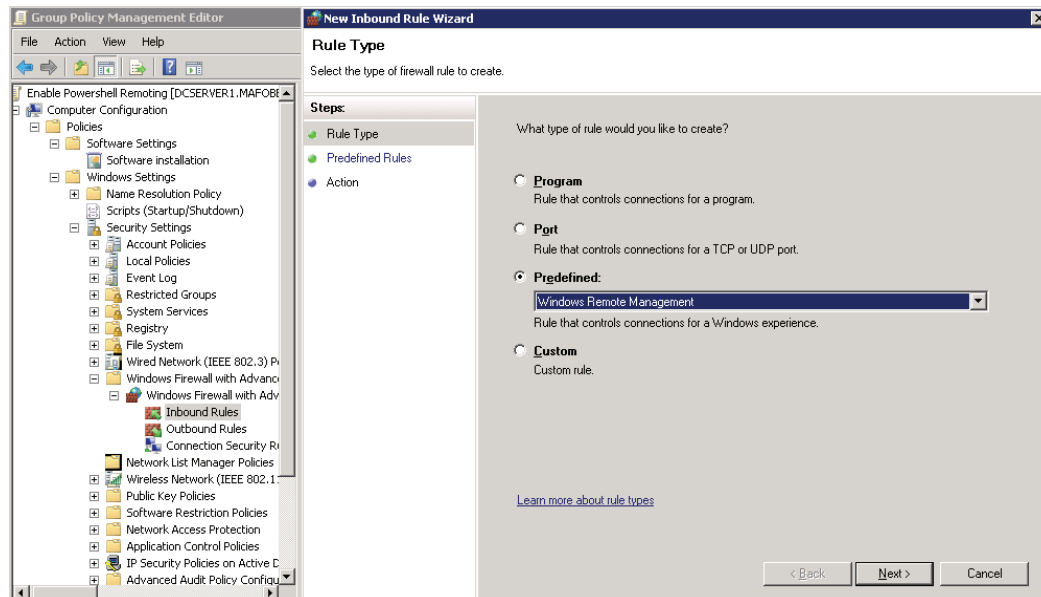 Group Policy Management Editor
File Action View Help
Enable Powershell Remoting [DCSERVER1.MAFOBE
Computer Configuration
Policies
Software Settings
Software installation
Windows Settings
Name Resolution Policy
Scripts (Startup/Shutdown)
Security Settings
Account Policies
Local Policies
Event Log
Restricted Groups
System Services
Registry
File System
Wired Network (IEEE 802.3) P
Windows Firewall with Advanc
Windows Firewall with Adv
Inbound Rules
Outbound Rules
Connection Security R
Network List Manager Policies
Wireless Network (IEEE 802.1
Public Key Policies
Software Restriction Policies
Network Access Protection
Application Control Policies
IP Security Policies on Active D
Advanced Audit Policy Configu
New Inbound Rule Wizard
Rule Type
Select the type of firewall rule to create.
Steps:
Rule Type
Predefined Rules
Action
What type of rule would you like to create?
Program
Rule that controls connections for a program.
Port
Rule that controls connections for a TCP or UDP port.
Predefined:
Windows Remote Management
Rule that controls connections for a Windows experience.
Custom
Custom rule.
Learn more about rule types
< Back Next > Cancel